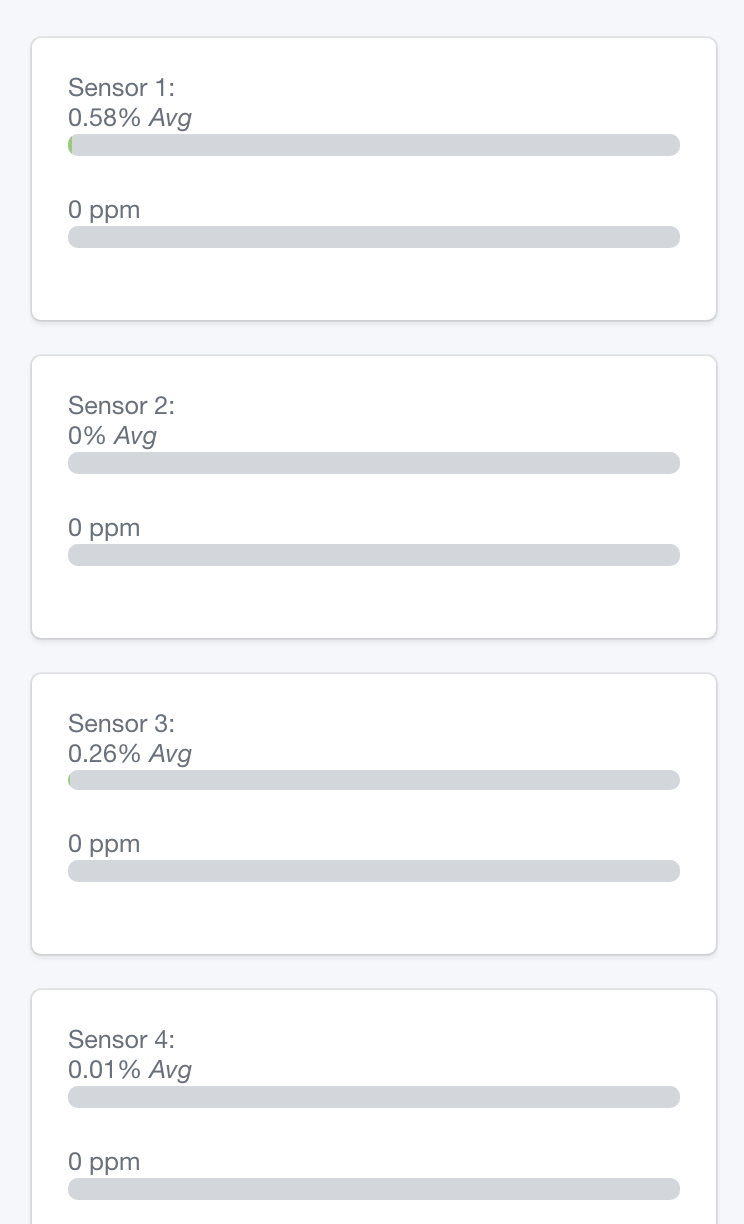 Sensor 1:
0.58% Avg
0 ppm
Sensor 2:
0% Avg
0 ppm
Sensor 3:
0.26% Avg
0 ppm
Sensor 4:
0.01% Avg
0 ppm